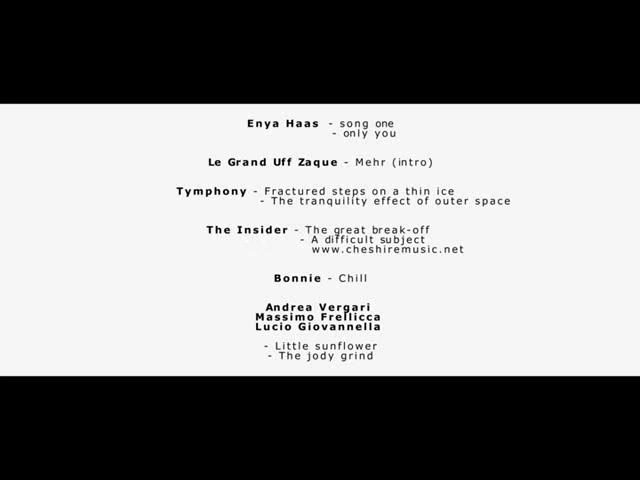 Enya Haas - song one
- only you
Le Grand Uff Zaque - Mehr (intro)
Tymphony - Fractured steps on a thin ice
- The tranquility effect of outer space
The Insider - The great break-off
- A difficult subject
www.cheshiremusic.net
Bonnie - Chill
Andrea Vergari
Massimo Frellicca
Lucio Giovannella
- Little sunflower
- The jody grind